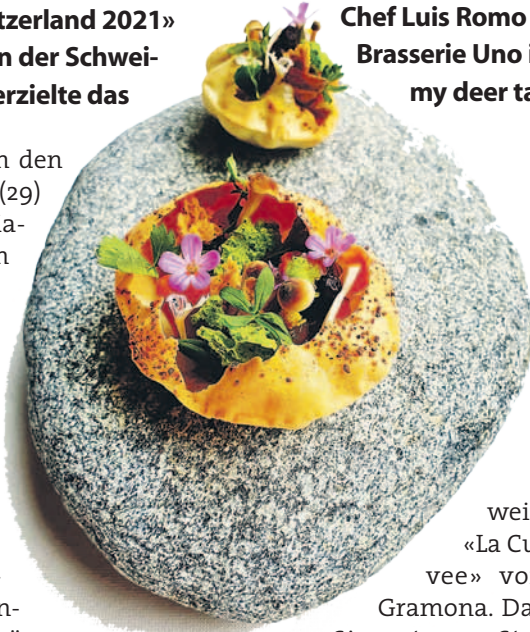 tzerland 2021»
n der Schwei-
erzielte das
n den
(29)
a-
n
-
n-
Chef Luis Romo
Brasserie Uno i
my deer ta
wei
«La Cu
vee» vo
Gramona. Da